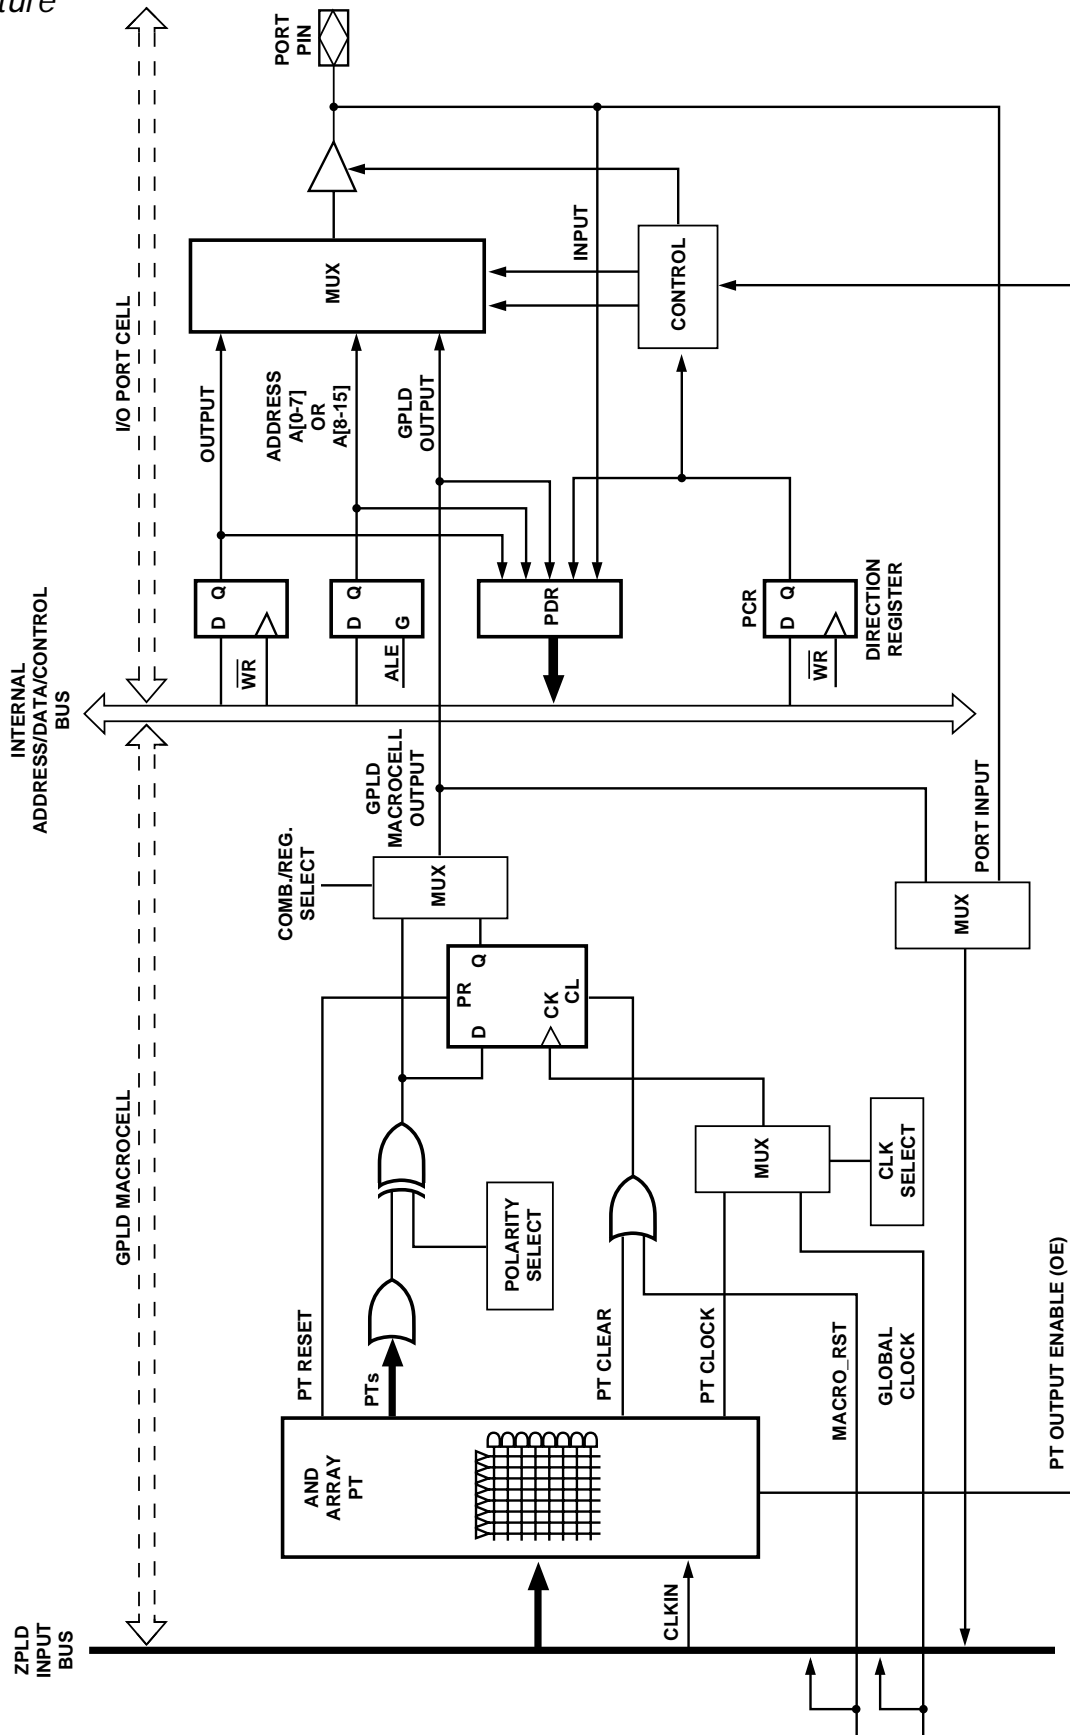 ture
PORT
PIN
I/O PORT CELL
MUX
INPUT
CONTROL
OUTPUT
ADDRESS
A[0-7]
OR
A[8-15]
GPLD
OUTPUT
D Q
WR
D Q
G
ALE
PDR
PCR
D Q
WR
DIRECTION
REGISTER
INTERNAL
ADDRESS/DATA/CONTROL
BUS
GPLD
MACROCELL
OUTPUT
COMB./REG.
SELECT
MUX
PORT INPUT
MUX
PR
Q
D
CK
CL
GPLD MACROCELL
MUX
CLK
SELECT
POLARITY
SELECT
PT RESET
PTs
PT CLEAR
PT CLOCK
MACRO_RST
GLOBAL
CLOCK
PT OUTPUT ENABLE (OE)
AND
ARRAY
PT
CLKIN
ZPLD
INPUT
BUS